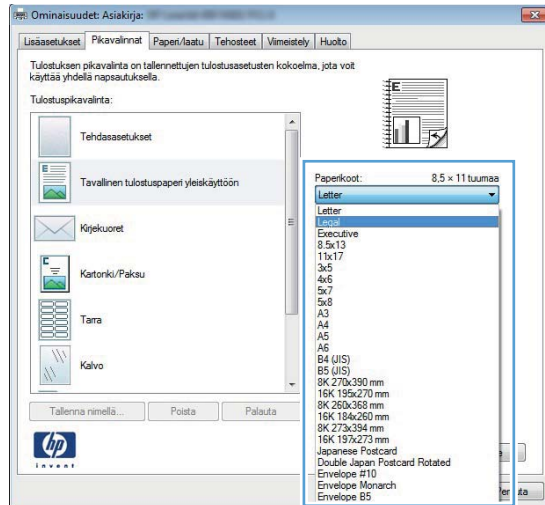 Ominaisuudet: Asiakirja:
Lisäasetukset Pikavalinnat Paperi/laatu Tehosteet Viimeistely Huolto
Tulostuksen pikavalinta on tallennettujen tulostusasetusten kokoelma, jota voit
käyttää yhdellä napsautuksella.
Tulostuspikavalinta:
Tehdasasetukset
Tavallinen tulostuspaperi yleiskäyttöön
Kirjekuoret
Kartonki/Paksu
Tarra
Kalvo
Tallenna nimellä... Poista Palauta
hp
invent
Paperikoot: 8,5 × 11 tuumaa
Letter
Letter
Legal
Executive
8.5x13
11x17
3x5
4x6
5x7
5x8
A3
A4
A5
A6
B4 (JIS)
B5 (JIS)
8K 270x390 mm
16K 195x270 mm
8K 260x368 mm
16K 184x260 mm
8K 273x394 mm
16K 197x273 mm
Japanese Postcard
Double Japan Postcard Rotated
Envelope #10
Envelope Monarch
Envelope B5